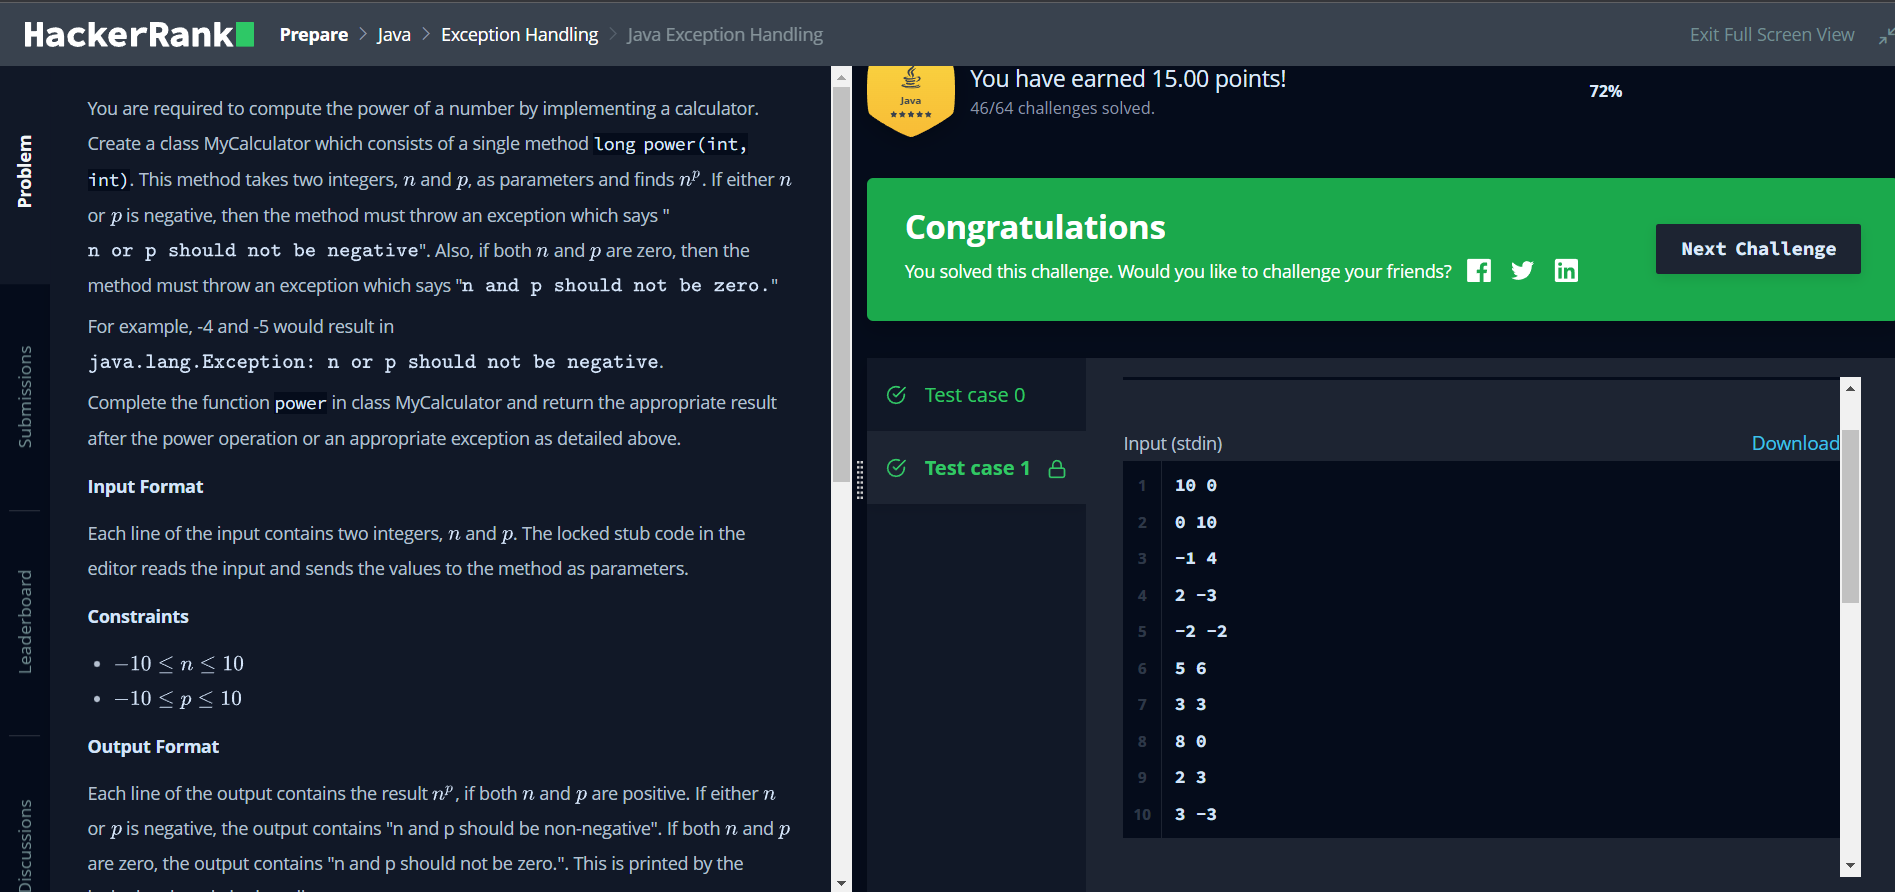 HackerRank
Prepare > Java > Exception Handling > Java Exception Handling
Exit Full Screen View
Problem
Submissions
Leaderboard
Discussions
You are required to compute the power of a number by implementing a calculator.
Create a class MyCalculator which consists of a single method long power(int,
int). This method takes two integers, n and p, as parameters and finds nᵖ. If either n
or p is negative, then the method must throw an exception which says "
n or p should not be negative". Also, if both n and p are zero, then the
method must throw an exception which says "n and p should not be zero."
For example, -4 and -5 would result in
java.lang.Exception: n or p should not be negative.
Complete the function power in class MyCalculator and return the appropriate result
after the power operation or an appropriate exception as detailed above.
Input Format
Each line of the input contains two integers, n and p. The locked stub code in the
editor reads the input and sends the values to the method as parameters.
Constraints
• −10 ≤ n ≤ 10
• −10 ≤ p ≤ 10
Output Format
Each line of the output contains the result nᵖ, if both n and p are positive. If either n
or p is negative, the output contains "n and p should be non-negative". If both n and p
are zero, the output contains "n and p should not be zero.". This is printed by the
Java
You have earned 15.00 points!
46/64 challenges solved.
72%
Congratulations
You solved this challenge. Would you like to challenge your friends?
Next Challenge
Test case 0
Test case 1
Input (stdin)
Download
1 10 0
2 0 10
3 -1 4
4 2 -3
5 -2 -2
6 5 6
7 3 3
8 8 0
9 2 3
10 3 -3